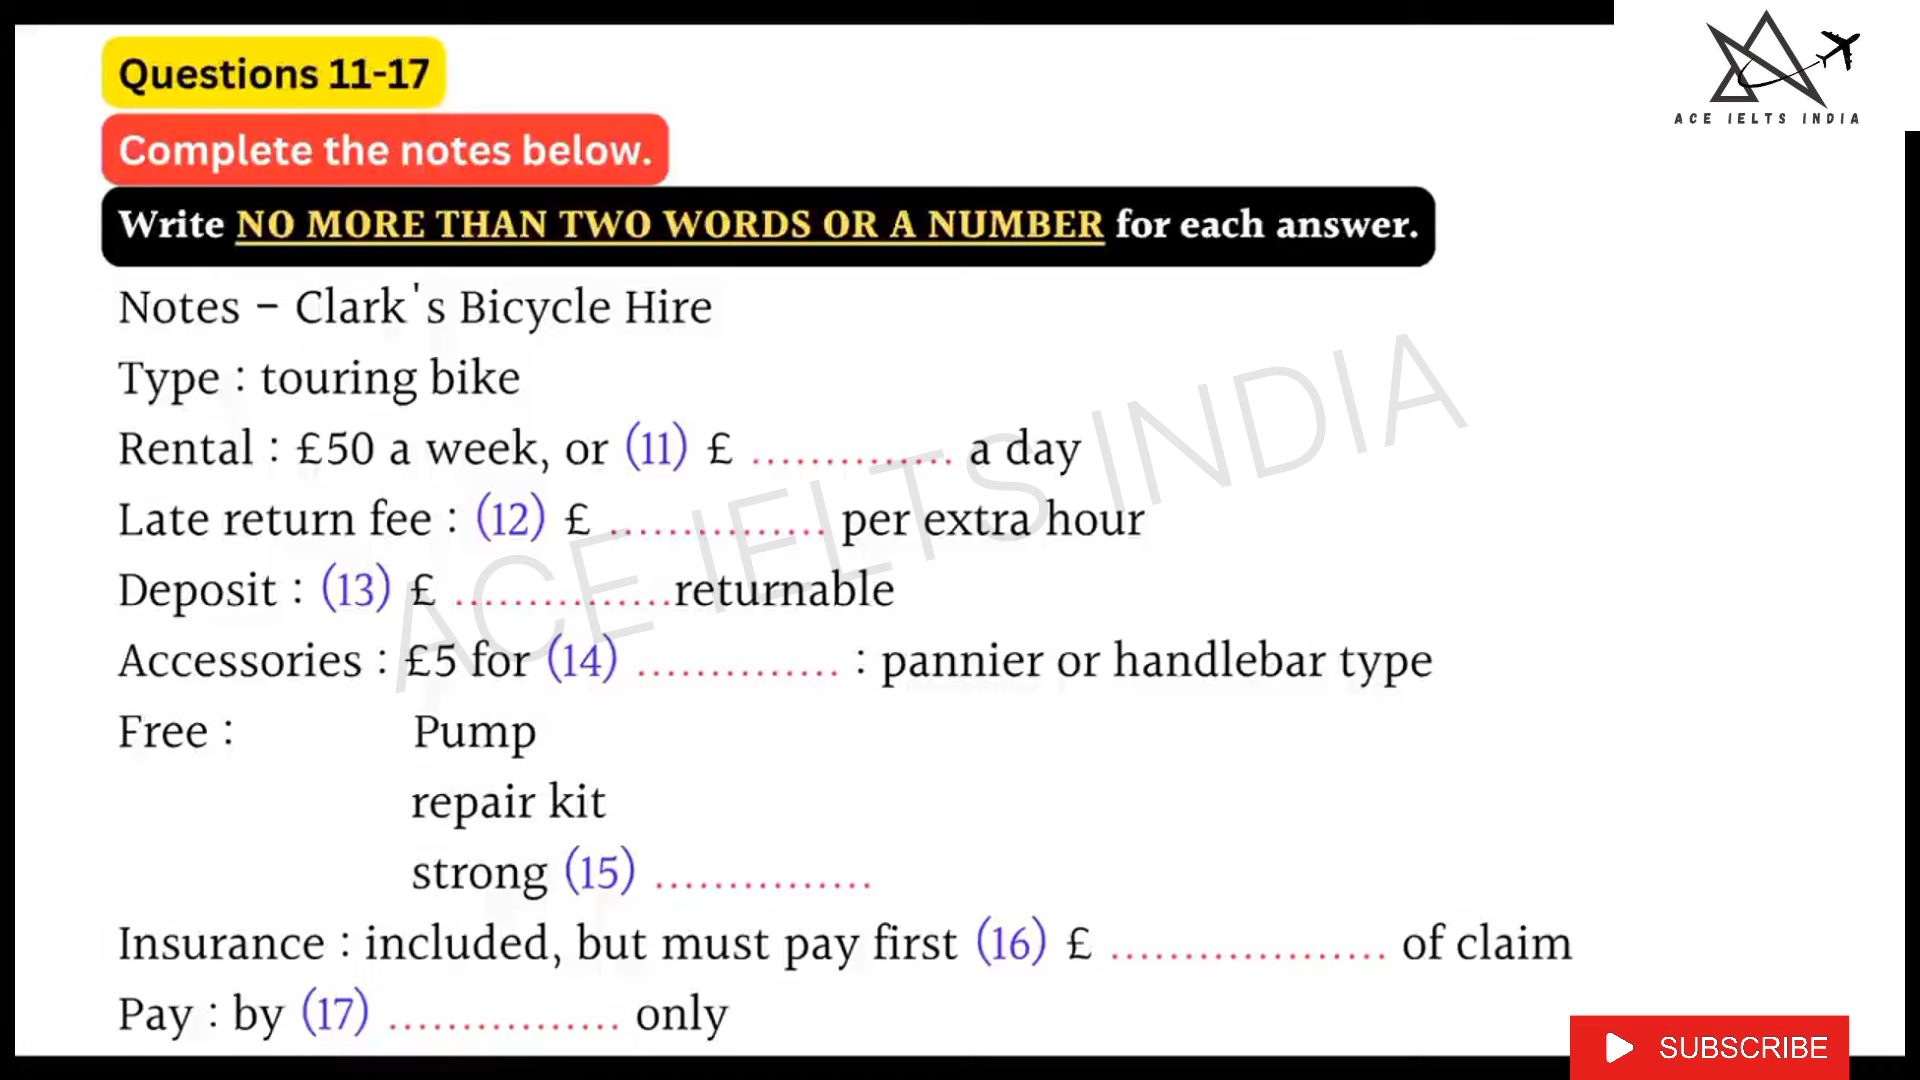 ACE IELTS INDIA
Questions 11-17
Complete the notes below.
Write NO MORE THAN TWO WORDS OR A NUMBER for each answer.
Notes – Clark's Bicycle Hire
Type : touring bike
Rental : £50 a week, or (11) £ .............. a day
Late return fee : (12) £ ............... per extra hour
Deposit : (13) £ ...............returnable
Accessories : £5 for (14) .............. : pannier or handlebar type
Free : Pump
repair kit
strong (15) ...............
Insurance : included, but must pay first (16) £ ................... of claim
Pay : by (17) ................ only
ACE IELTS INDIA
SUBSCRIBE